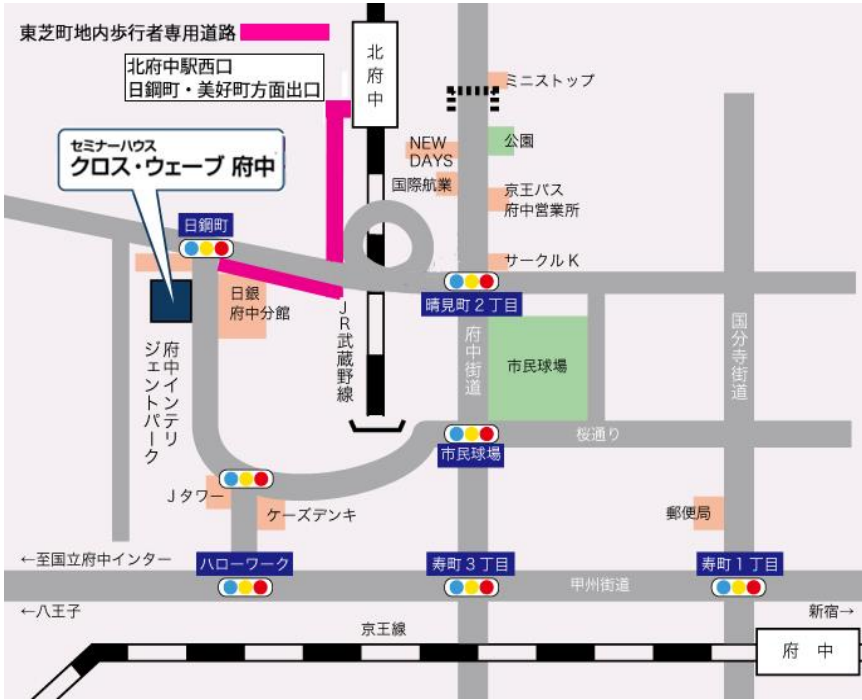 東芝町地内歩行者専用道路
北府中駅西口
日鋼町・美好町方面出口
北府中
ミニストップ
公園
NEW
DAYS
国際航業
京王バス
府中営業所
セミナーハウス
クロス・ウェーブ 府中
日鋼町
サークルK
晴見町2丁目
日銀
府中分館
JR武蔵野線
府中街道
市民球場
国分寺街道
府中インテリ
ジェントパーク
市民球場
桜通り
Jタワー
ケーズデンキ
郵便局
←至国立府中インター
ハローワーク
寿町3丁目
寿町1丁目
甲州街道
←八王子
新宿→
京王線
府中